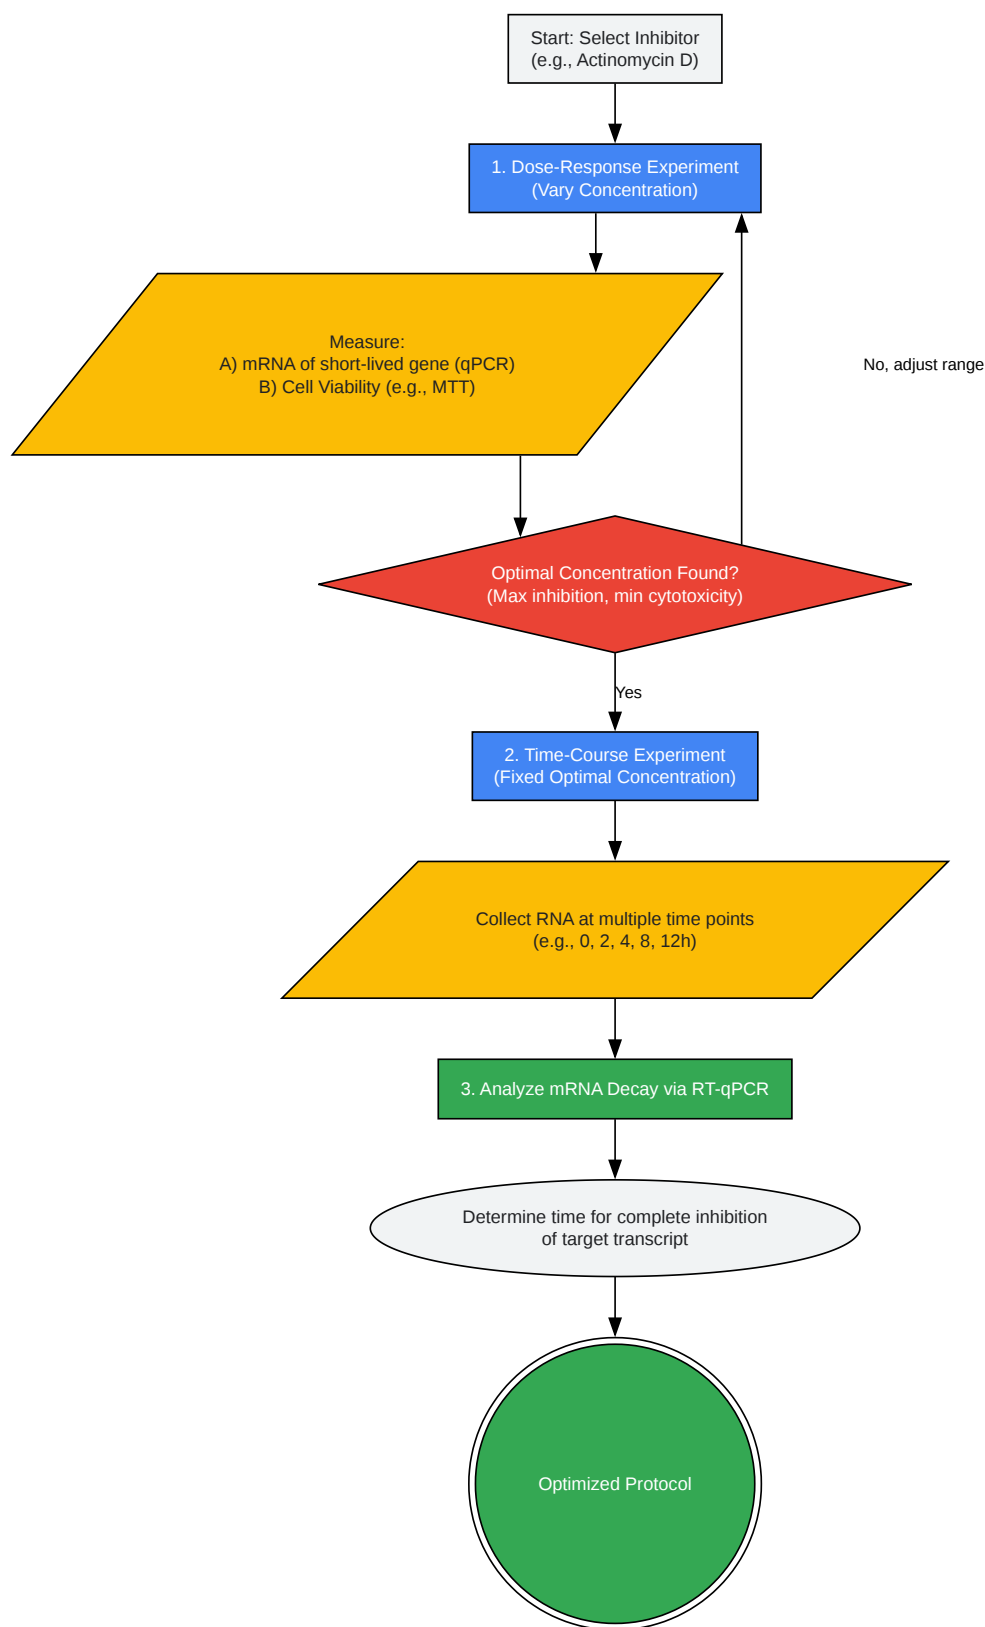 Start: Select Inhibitor
(e.g., Actinomycin D)
1. Dose-Response Experiment
(Vary Concentration)
Measure:
A) mRNA of short-lived gene (qPCR)
B) Cell Viability (e.g., MTT)
No, adjust range
Optimal Concentration Found?
(Max inhibition, min cytotoxicity)
Yes
2. Time-Course Experiment
(Fixed Optimal Concentration)
Collect RNA at multiple time points
(e.g., 0, 2, 4, 8, 12h)
3. Analyze mRNA Decay via RT-qPCR
Determine time for complete inhibition
of target transcript
Optimized Protocol